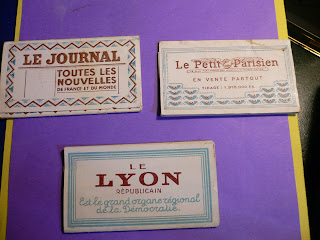 LE JOURNAL
TOUTES LES
NOUVELLES
DE FRANCE ET DU MONDE
Le Petit Parisien
EN VENTE PARTOUT
LE
LYON
RÉPUBLICAIN
Est le grand organe régional
de la Démocratie.